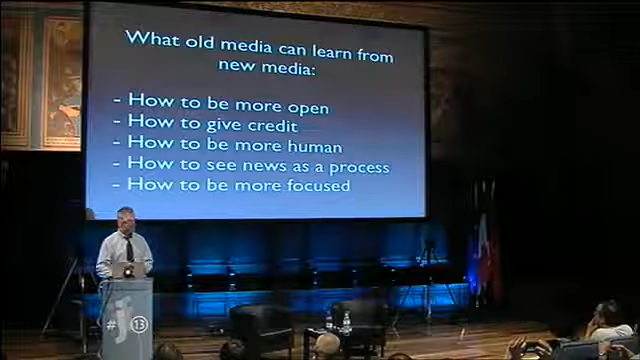 What old media can learn from
new media:
- How to be more open
- How to give credit
- How to be more human
- How to see news as a process
- How to be more focused
#j
13